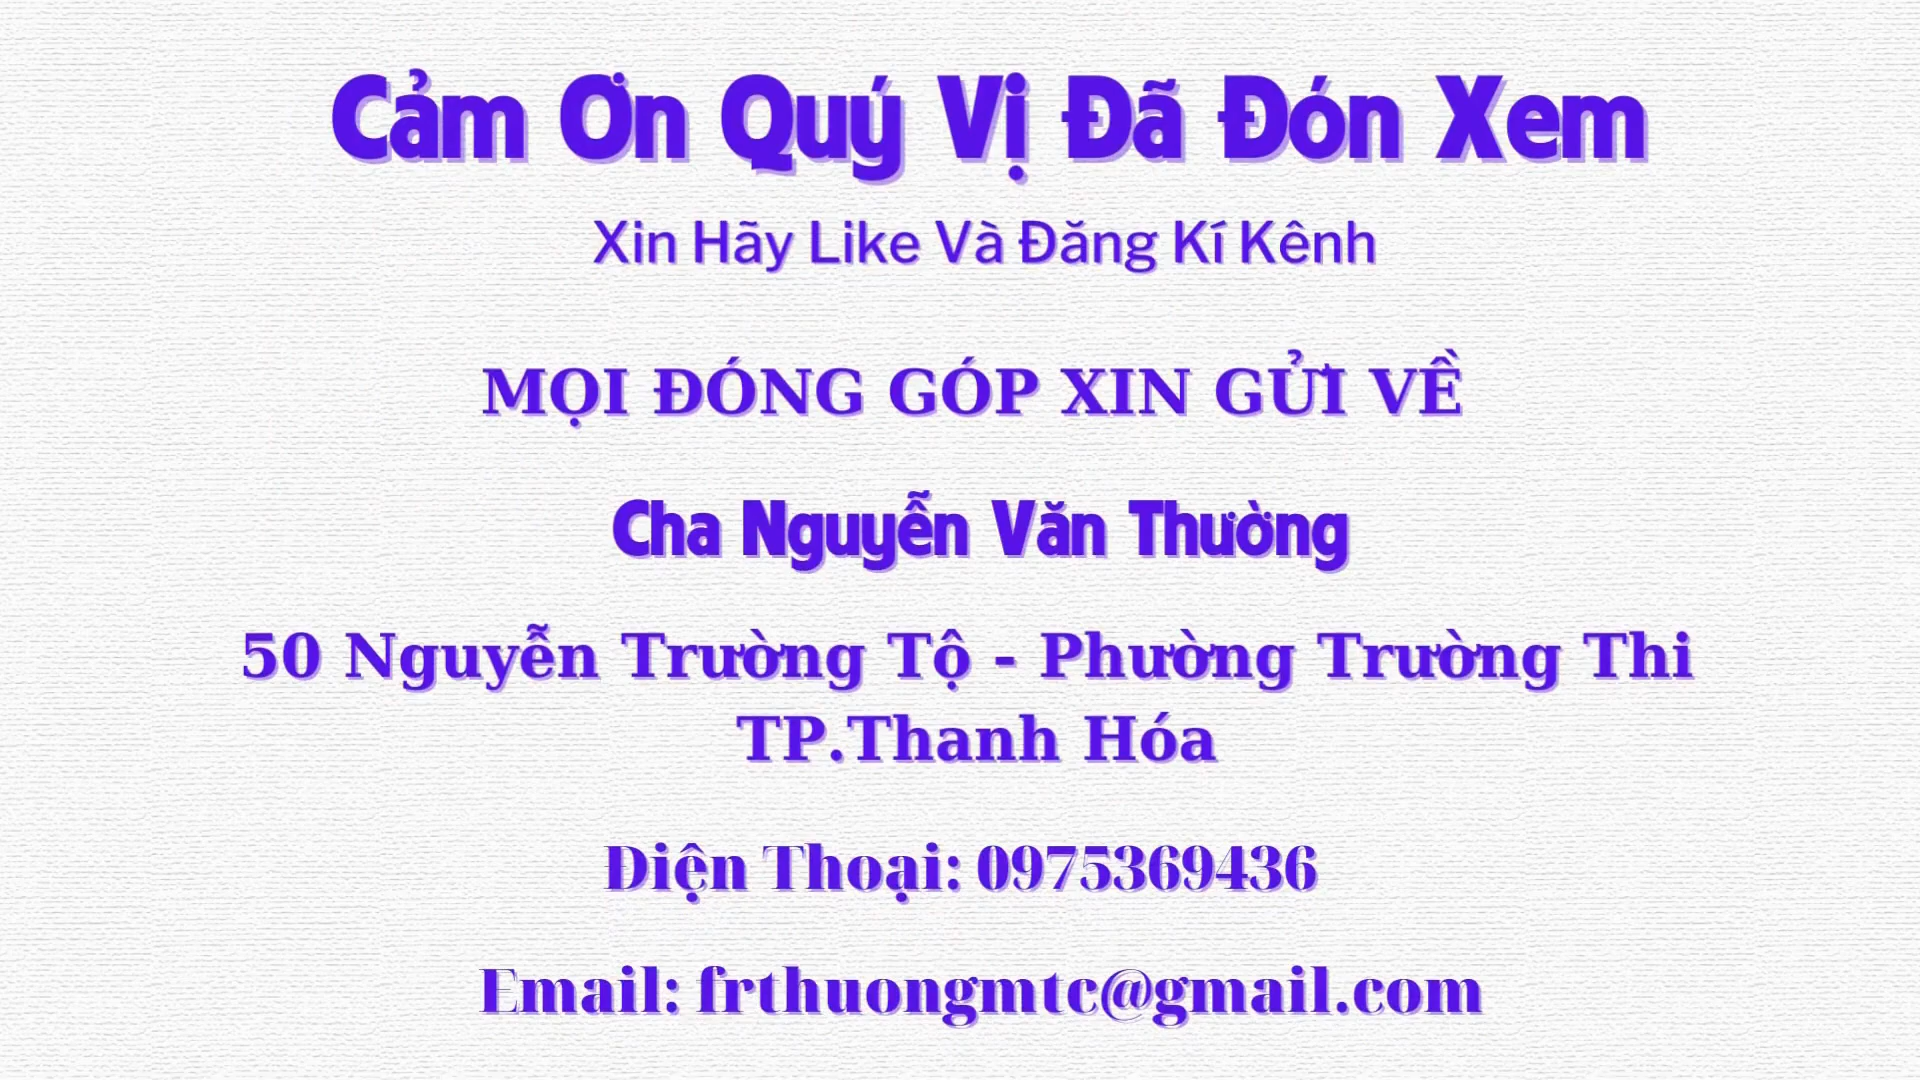 Cảm Ơn Quý Vị Đã Đón Xem
Xin Hãy Like Và Đăng Kí Kênh
MỌI ĐÓNG GÓP XIN GỬI VỀ
Cha Nguyễn Văn Thường
50 Nguyễn Trường Tộ - Phường Trường Thi
TP.Thanh Hóa
Điện Thoại: 0975369436
Email: frthuongmtc@gmail.com